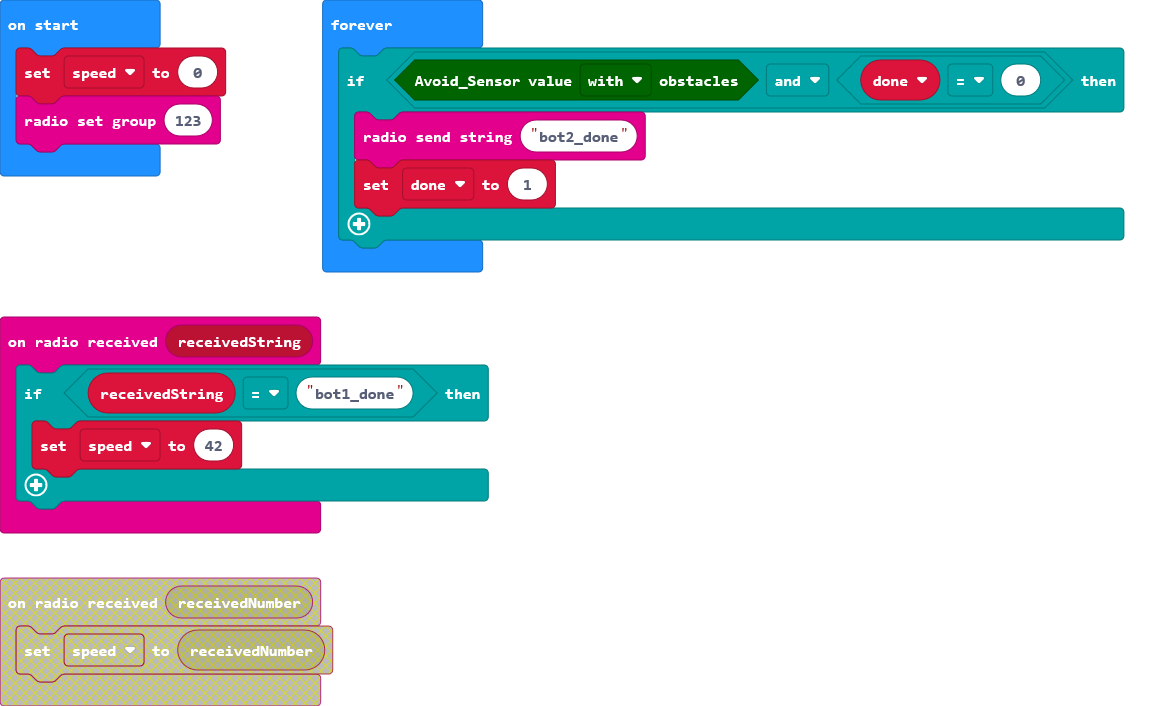 on start
set speed to 0
radio set group 123
forever
if Avoid_Sensor value with obstacles and done = 0 then
radio send string "bot2_done"
set done to 1
on radio received receivedString
if receivedString = "bot1_done" then
set speed to 42
on radio received receivedNumber
set speed to receivedNumber